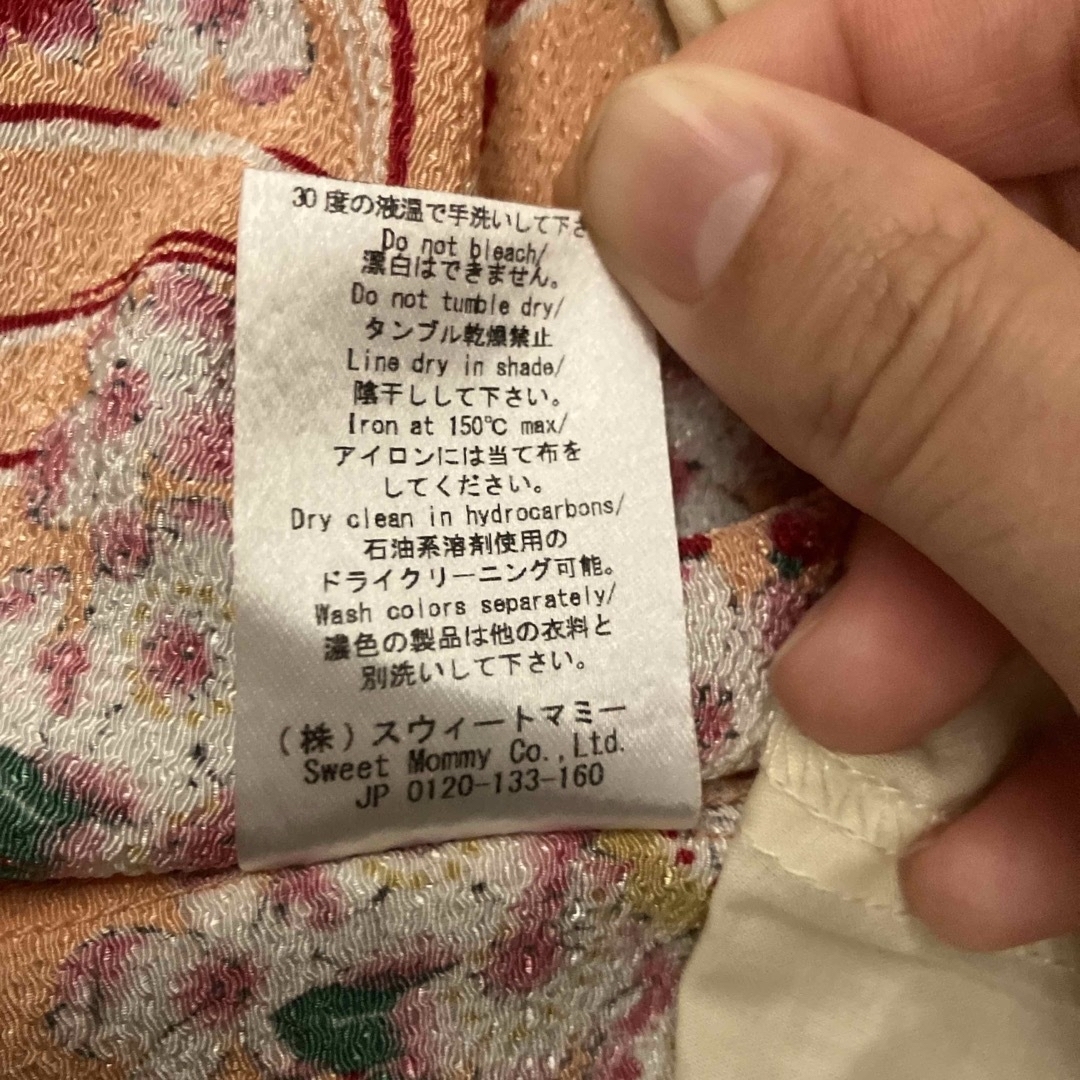 30 度の液温で手洗いして下さ
Do not bleach/
漂白はできません。
Do not tumble dry/
タンブル乾燥禁止
Line dry in shade/
陰干しして下さい。
Iron at 150℃ max/
アイロンには当て布を
してください。
Dry clean in hydrocarbons/
石油系溶剤使用の
ドライクリーニング可能。
Wash colors separately/
濃色の製品は他の衣料と
別洗いして下さい。
(株)スウィートマミー
Sweet Mommy Co.,Ltd.
JP 0120-133-160